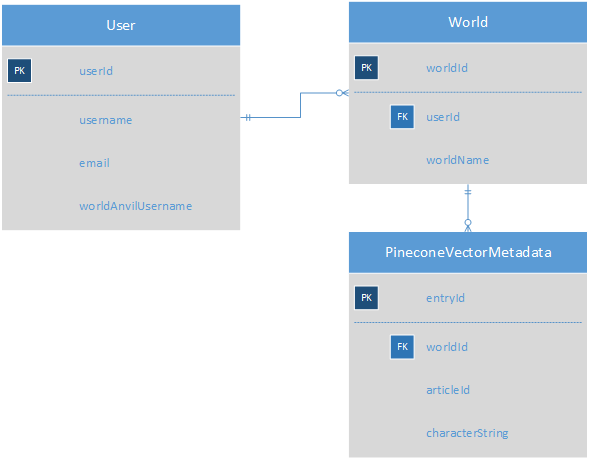 User
PK userId
username
email
worldAnvilUsername
World
PK worldId
FK userId
worldName
PineconeVectorMetadata
PK entryId
FK worldId
articleId
characterString